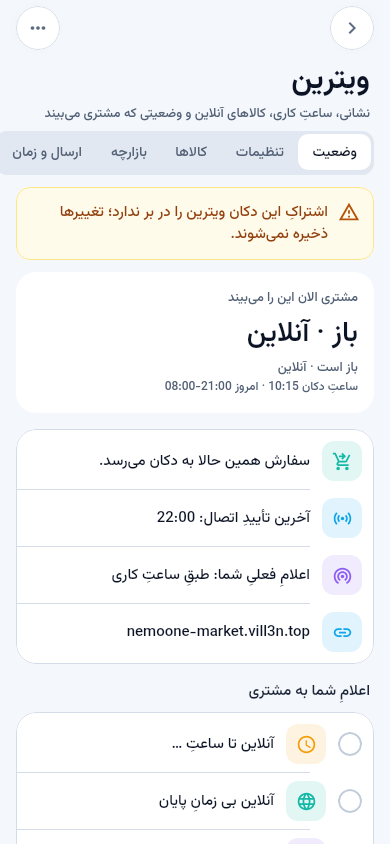 ویترین
نشانی، ساعتِ کاری، کالاهای آنلاین و وضعیتی که مشتری می‌بیند
وضعیت
تنظیمات
کالاها
بازارچه
ارسال و زمان
اشتراکِ این دکان ویترین را در بر ندارد؛ تغییرها
ذخیره نمی‌شوند.
مشتری الان این را می‌بیند
باز · آنلاین
باز است · آنلاین
ساعتِ دکان 10:15 · امروز 21:00-08:00
سفارش همین حالا به دکان می‌رسد.
آخرین تأییدِ اتصال: 22:00
اعلامِ فعلیِ شما: طبقِ ساعتِ کاری
nemoone-market.vill3n.top
اعلامِ شما به مشتری
آنلاین تا ساعتِ …
آنلاین بی زمانِ پایان